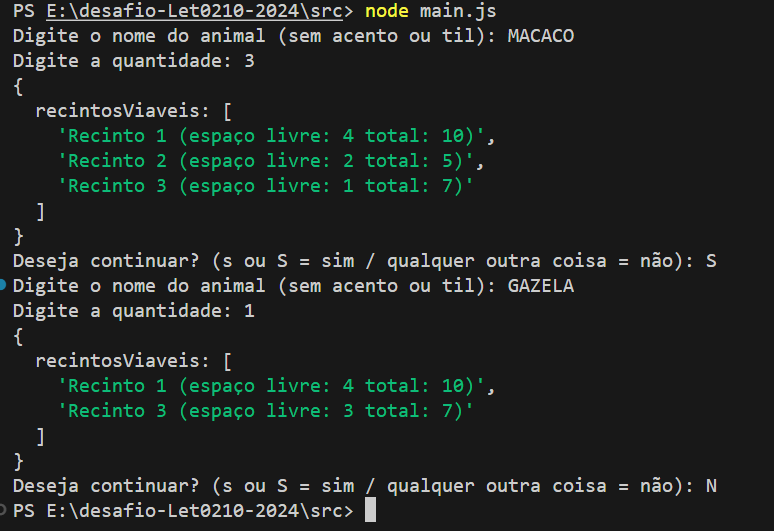 PS E:\desafio-Let0210-2024\src> node main.js
Digite o nome do animal (sem acento ou til): MACACO
Digite a quantidade: 3
{
  recintosViaveis: [
    'Recinto 1 (espaço livre: 4 total: 10)',
    'Recinto 2 (espaço livre: 2 total: 5)',
    'Recinto 3 (espaço livre: 1 total: 7)'
  ]
}
Deseja continuar? (s ou S = sim / qualquer outra coisa = não): S
Digite o nome do animal (sem acento ou til): GAZELA
Digite a quantidade: 1
{
  recintosViaveis: [
    'Recinto 1 (espaço livre: 4 total: 10)',
    'Recinto 3 (espaço livre: 3 total: 7)'
  ]
}
Deseja continuar? (s ou S = sim / qualquer outra coisa = não): N
PS E:\desafio-Let0210-2024\src>